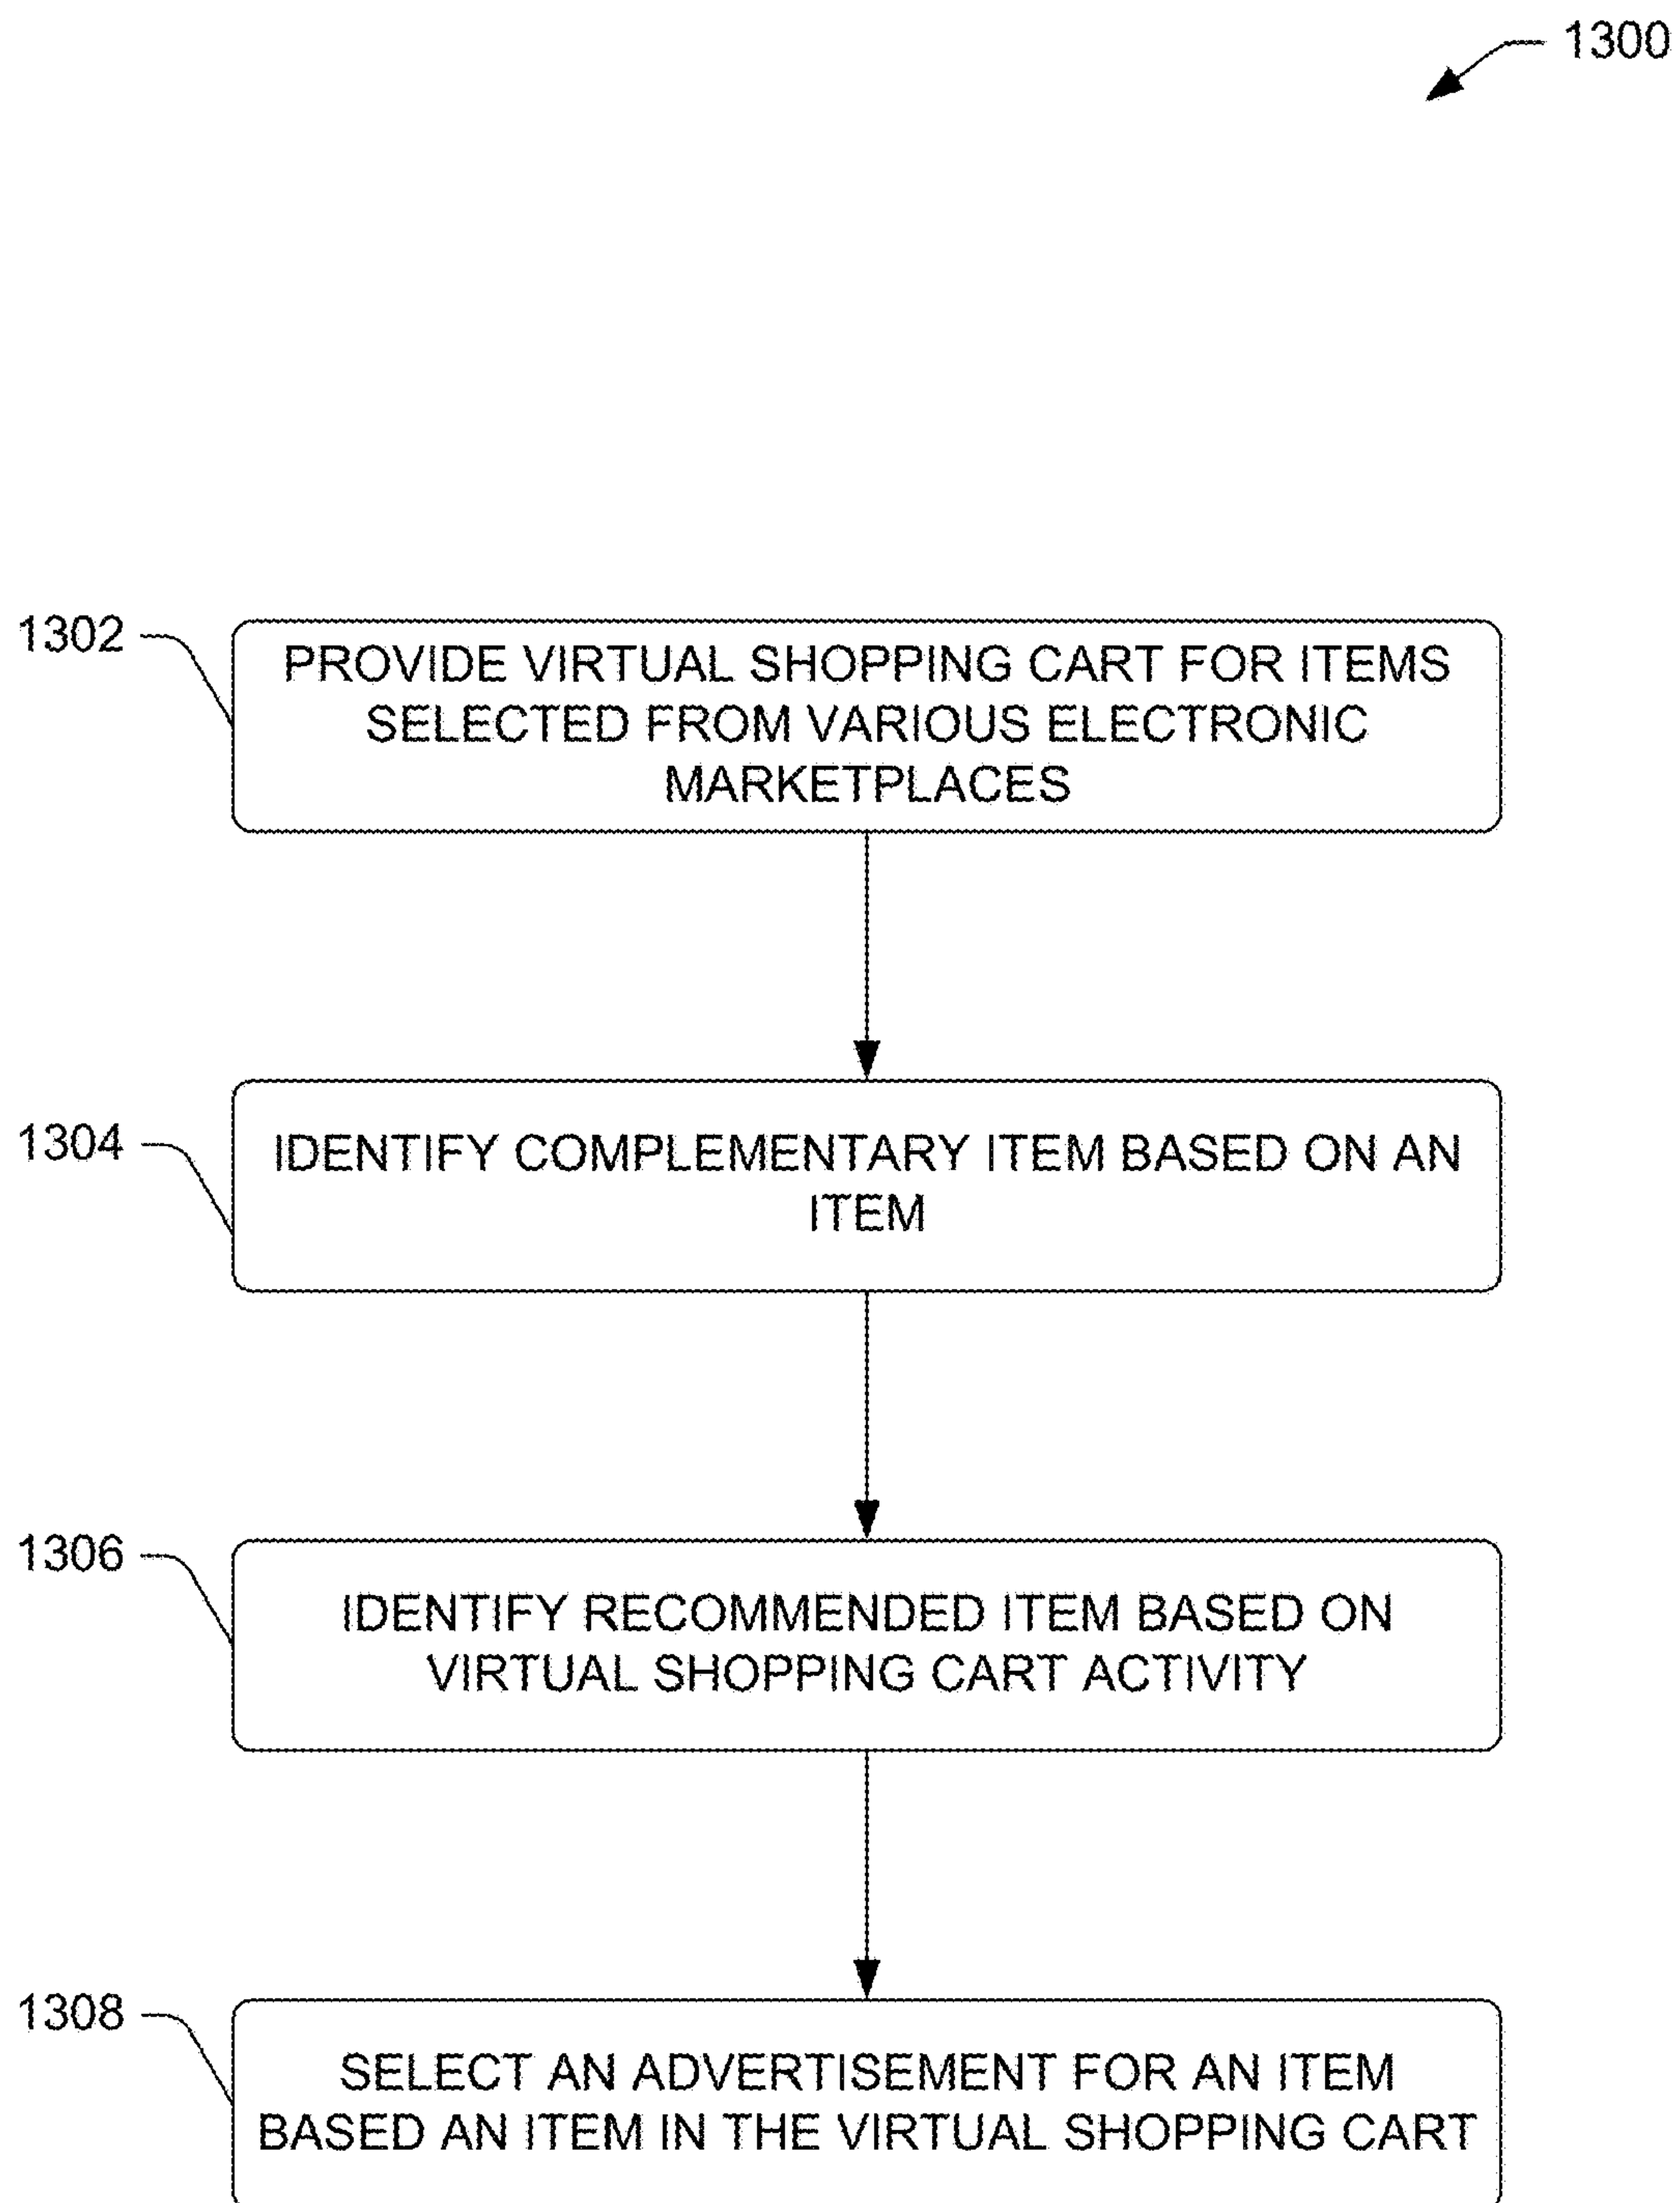 1300
1302
PROVIDE VIRTUAL SHOPPING CART FOR ITEMS
SELECTED FROM VARIOUS ELECTRONIC
MARKETPLACES
1304
IDENTIFY COMPLEMENTARY ITEM BASED ON AN
ITEM
1306
IDENTIFY RECOMMENDED ITEM BASED ON
VIRTUAL SHOPPING CART ACTIVITY
1308
SELECT AN ADVERTISEMENT FOR AN ITEM
BASED AN ITEM IN THE VIRTUAL SHOPPING CART